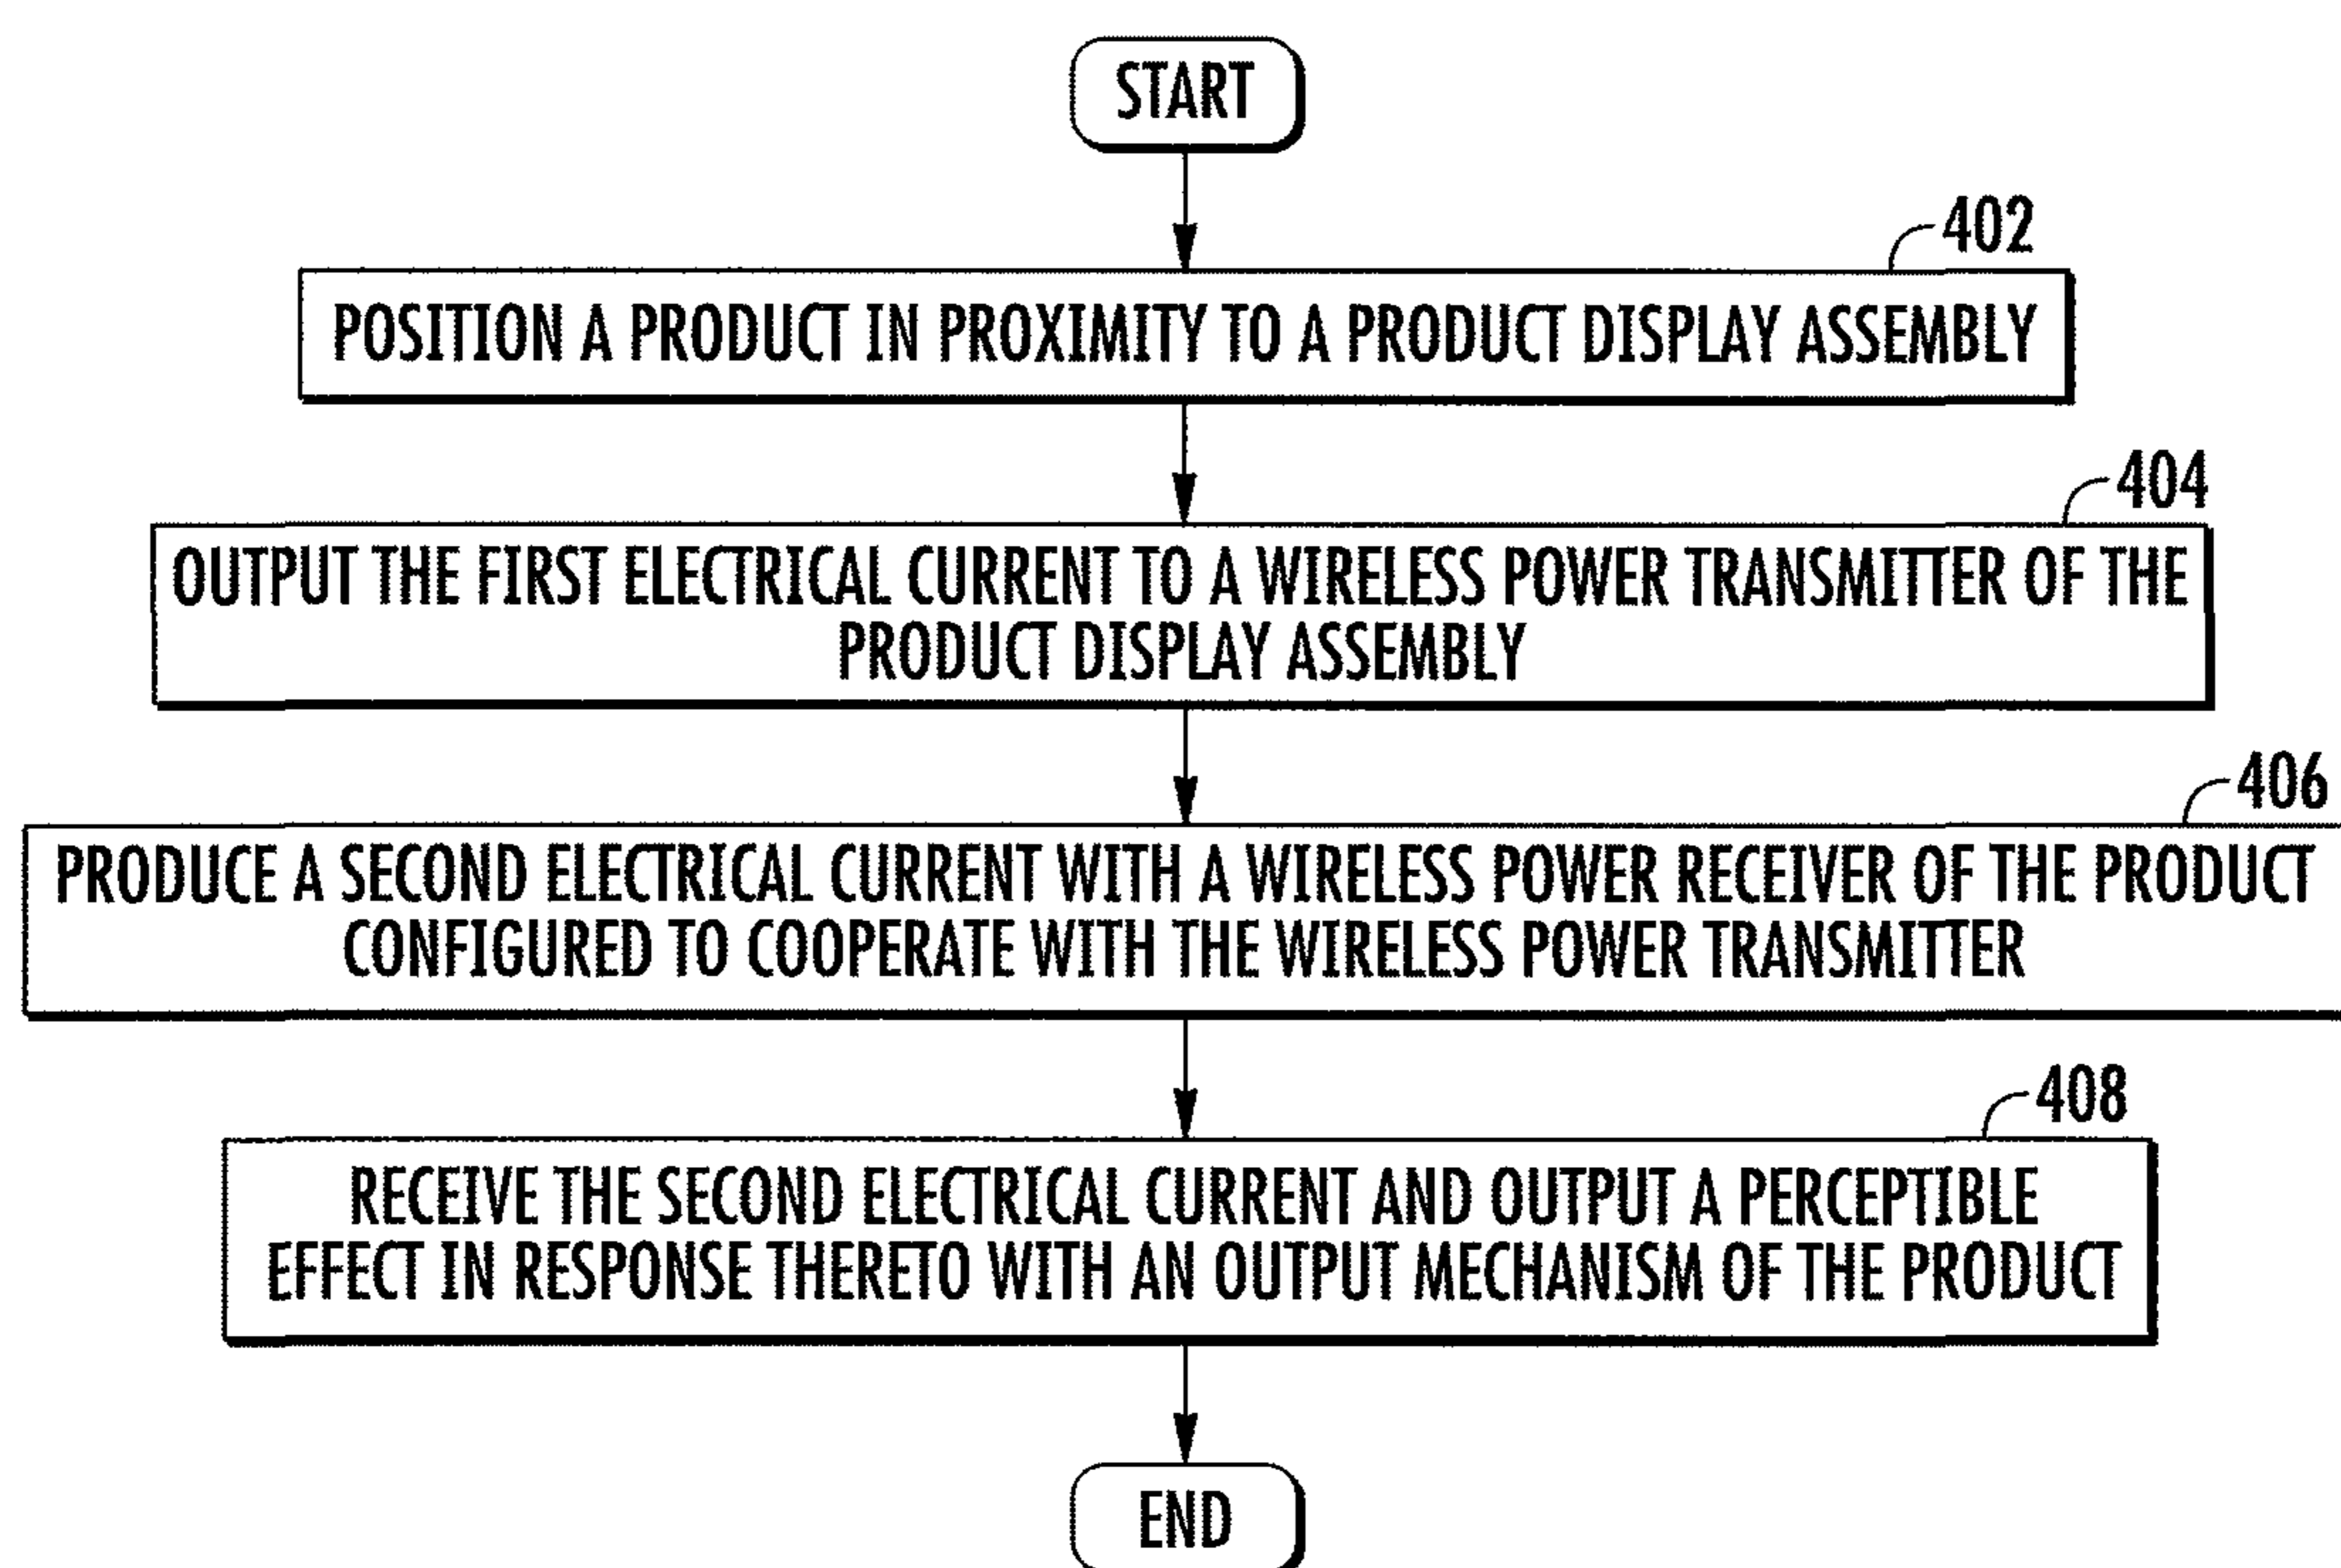 START
402
POSITION A PRODUCT IN PROXIMITY TO A PRODUCT DISPLAY ASSEMBLY
404
OUTPUT THE FIRST ELECTRICAL CURRENT TO A WIRELESS POWER TRANSMITTER OF THE
PRODUCT DISPLAY ASSEMBLY
406
PRODUCE A SECOND ELECTRICAL CURRENT WITH A WIRELESS POWER RECEIVER OF THE PRODUCT
CONFIGURED TO COOPERATE WITH THE WIRELESS POWER TRANSMITTER
408
RECEIVE THE SECOND ELECTRICAL CURRENT AND OUTPUT A PERCEPTIBLE
EFFECT IN RESPONSE THERETO WITH AN OUTPUT MECHANISM OF THE PRODUCT
END